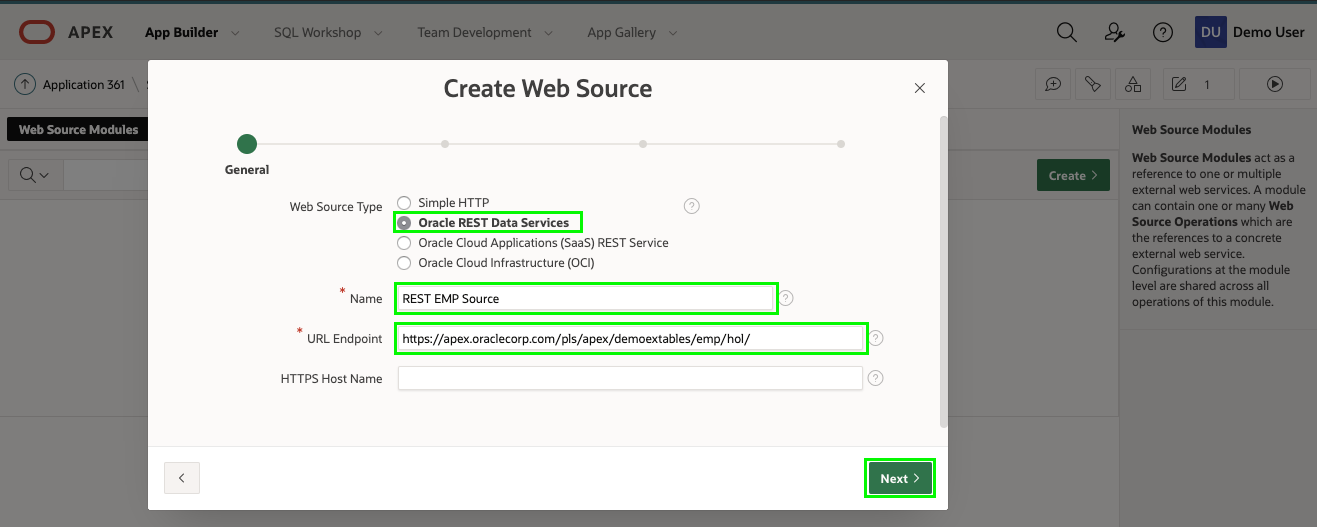 APEX
App Builder
SQL Workshop
Team Development
App Gallery
DU
Demo User
Application 361 \
1
Web Source Modules
Create
Create Web Source
General
Web Source Type
Simple HTTP
Oracle REST Data Services
Oracle Cloud Applications (SaaS) REST Service
Oracle Cloud Infrastructure (OCI)
* Name
REST EMP Source
* URL Endpoint
https://apex.oraclecorp.com/pls/apex/demoextables/emp/hol/
HTTPS Host Name
Next
Web Source Modules
Web Source Modules act as a
reference to one or multiple
external web services. A module
can contain one or many Web
Source Operations which are
the references to a concrete
external web service.
Configurations at the module
level are shared across all
operations of this module.